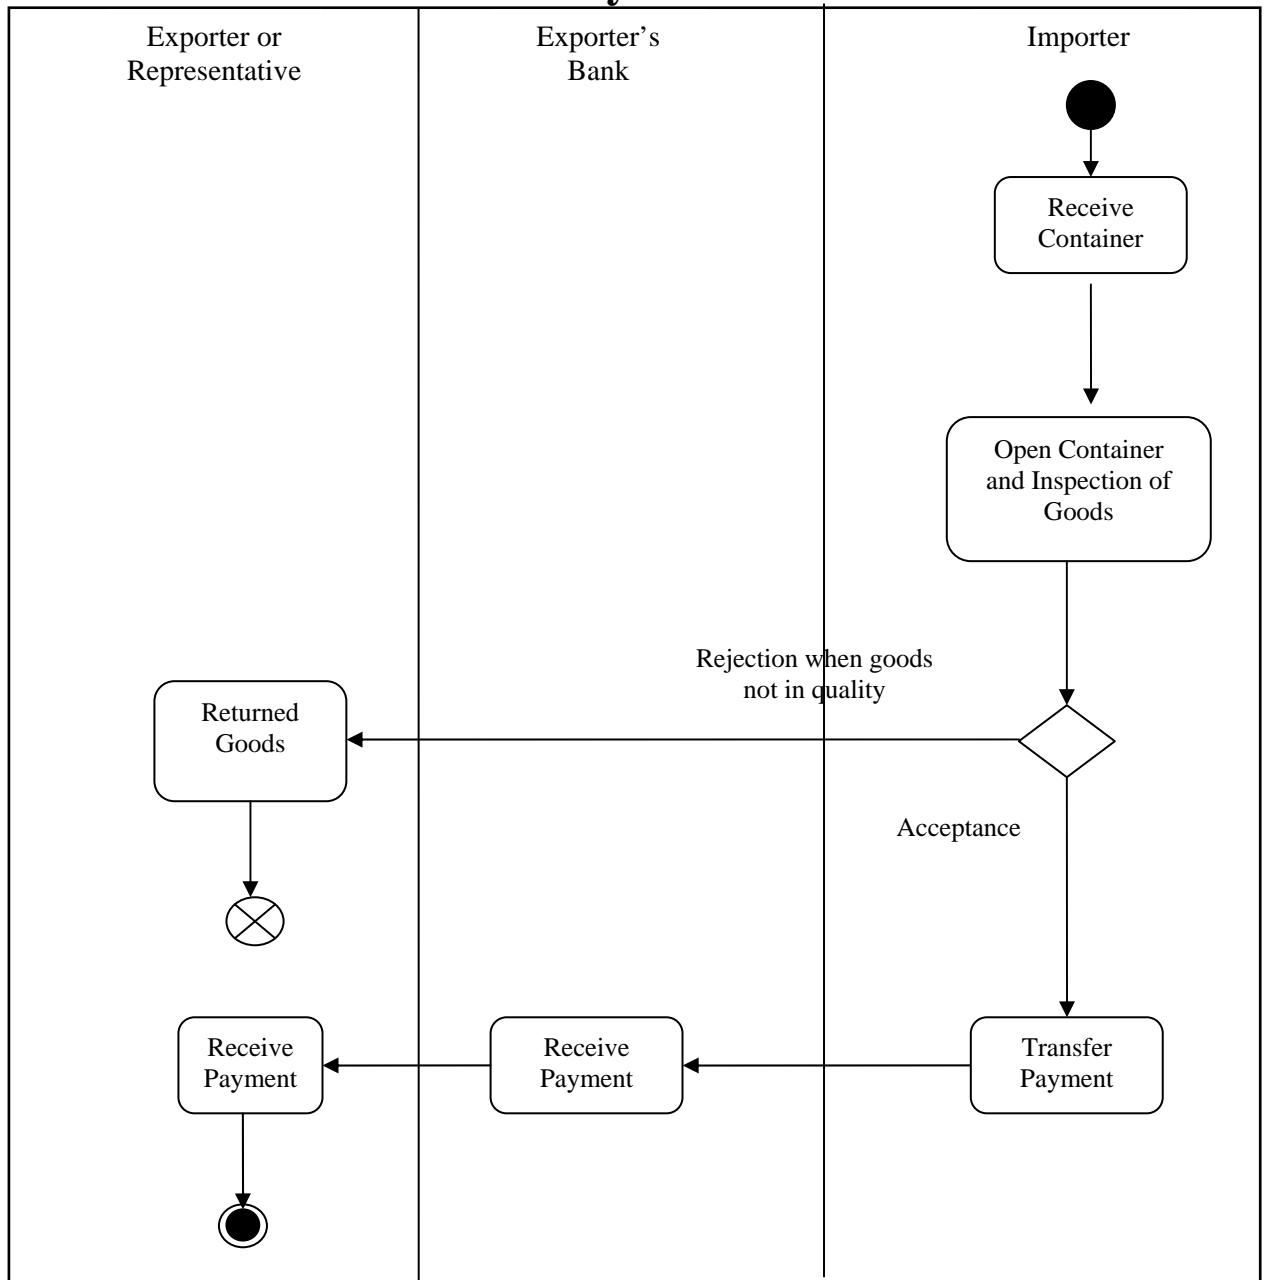 Exporter or
Representative
Exporter's
Bank
Importer
Receive
Container
Open Container
and Inspection of
Goods
Rejection when goods
not in quality
Returned
Goods
Acceptance
Receive
Payment
Receive
Payment
Transfer
Payment